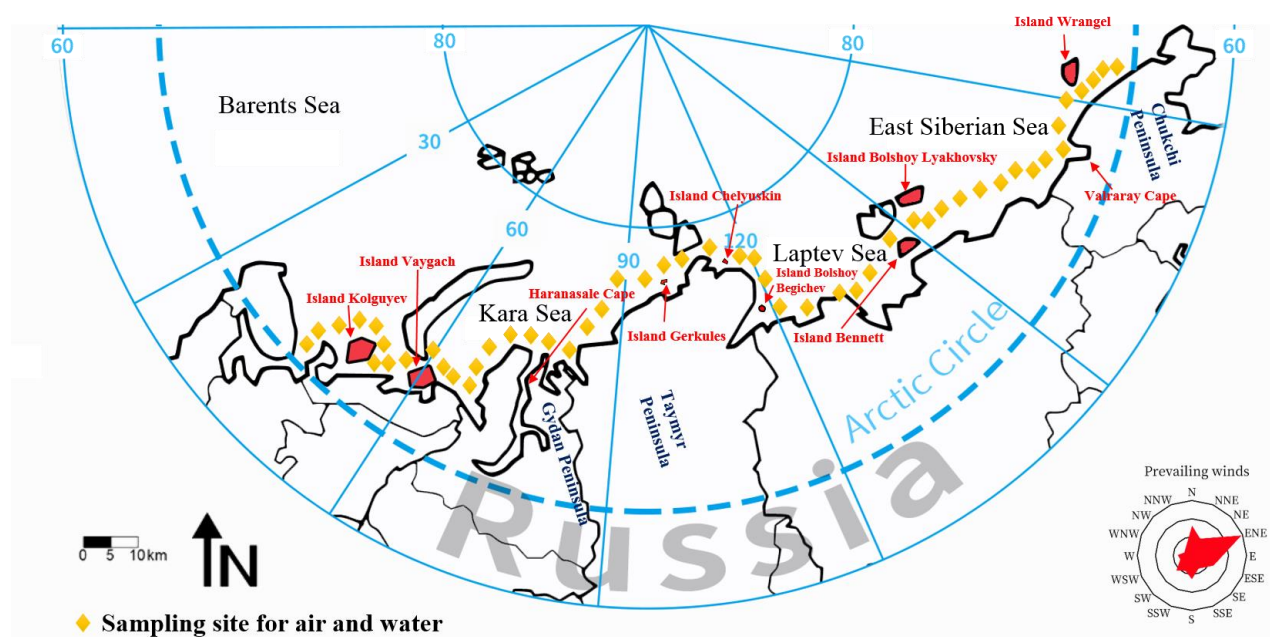 Island Wrangel
60
80
80
60
Barents Sea
30
East Siberian Sea
Chukchi
Peninsula
Island Bolshoy Lyakhovsky
Vairaray Cape
Island Chelyuskin
60
120
90
Laptev Sea
Island Vaygach
Island Bolshoy
Begichev
Island Kolguyev
Haranasale Cape
Kara Sea
Island Gerkules
Island Bennett
Arctic Circle
Taymyr
Peninsula
Gydan Peninsula
Russia
Prevailing winds
N
NNW
NNE
NW
NE
WNW
ENE
W
E
WSW
ESE
SW
SE
SSW
SSE
S
0 5 10km
N
Sampling site for air and water